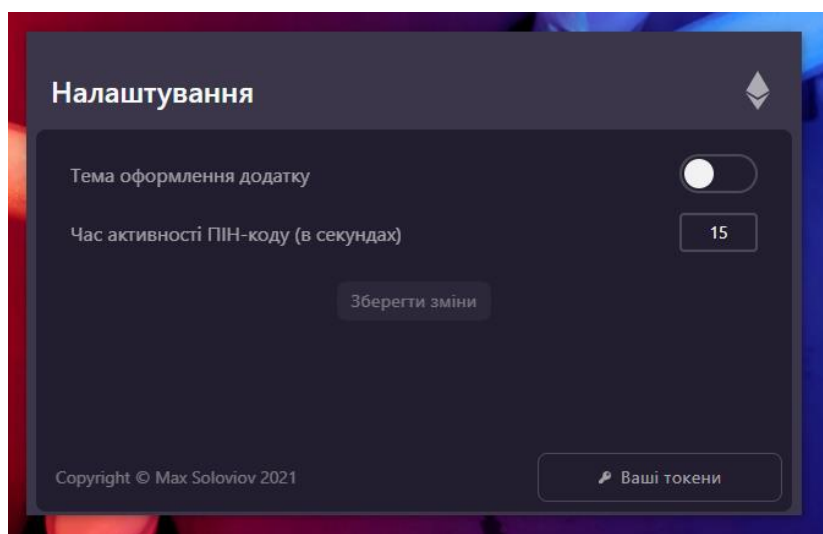 Налаштування
Тема оформлення додатку
Час активності ПІН-коду (в секундах)
15
Зберегти зміни
Copyright © Max Soloviov 2021
Ваші токени